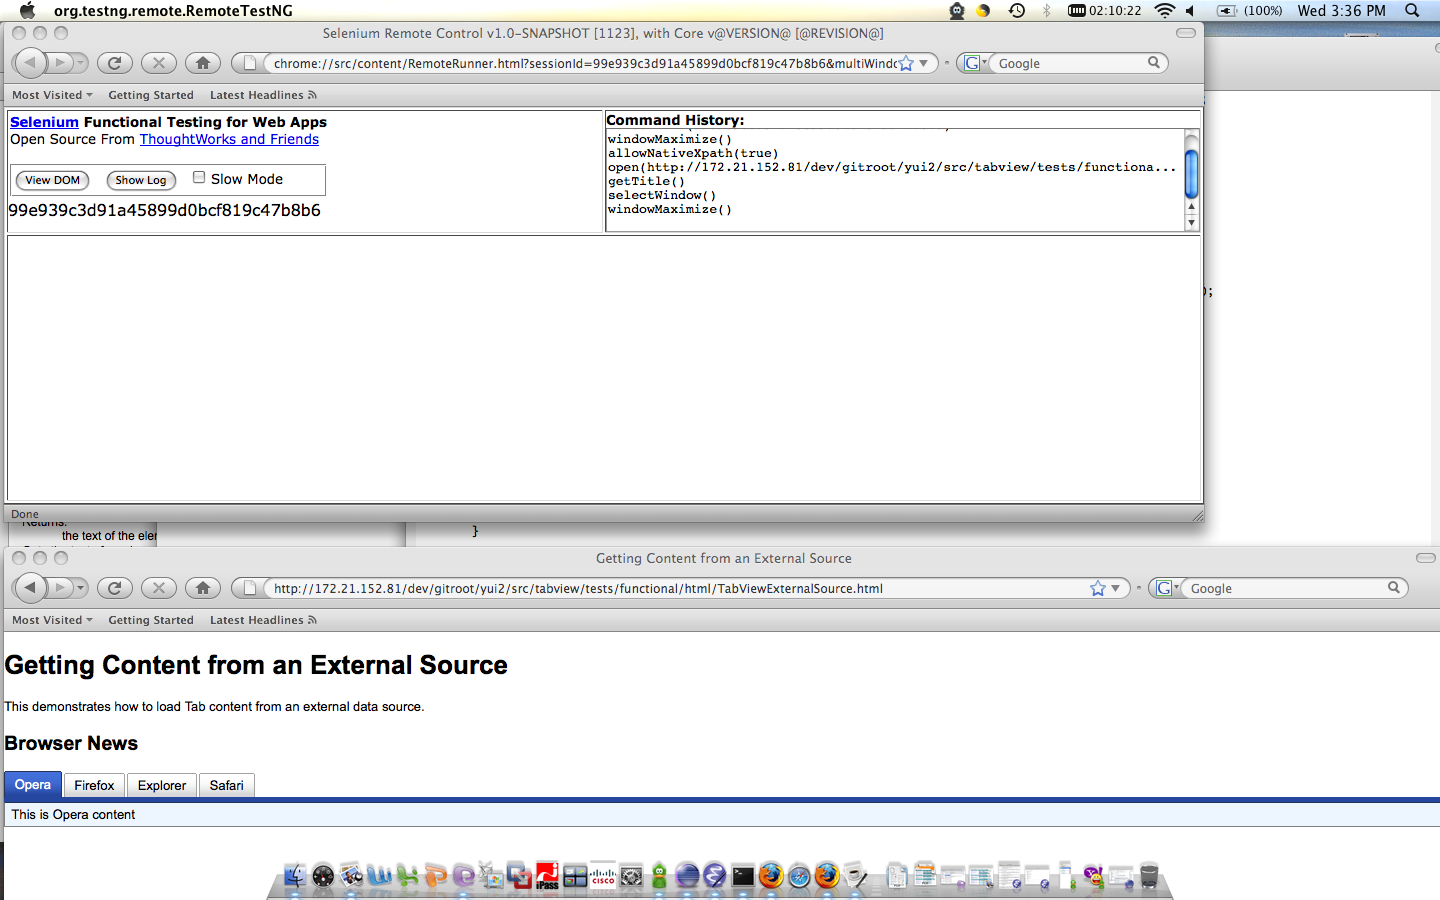 org.testng.remote.RemoteTestNG
02:10:22
(100%)
Wed 3:36 PM
Selenium Remote Control v1.0-SNAPSHOT [1123], with Core v@VERSION@ [@REVISION@]
chrome://src/content/RemoteRunner.html?sessionId=99e939c3d91a45899d0bcf819c47b8b6&multiWindo
Google
Most Visited
Getting Started
Latest Headlines
Selenium Functional Testing for Web Apps
Open Source From ThoughtWorks and Friends
View DOM
Show Log
Slow Mode
99e939c3d91a45899d0bcf819c47b8b6
Command History:
windowMaximize()
allowNativeXpath(true)
open(http://172.21.152.81/dev/gitroot/yui2/src/tabview/tests/functiona...
getTitle()
selectWindow()
windowMaximize()
);
Done
Returns:
the text of the eler
}
Getting Content from an External Source
http://172.21.152.81/dev/gitroot/yui2/src/tabview/tests/functional/html/TabViewExternalSource.html
Google
Most Visited
Getting Started
Latest Headlines
Getting Content from an External Source
This demonstrates how to load Tab content from an external data source.
Browser News
Opera
Firefox
Explorer
Safari
This is Opera content
iPass
CISCO